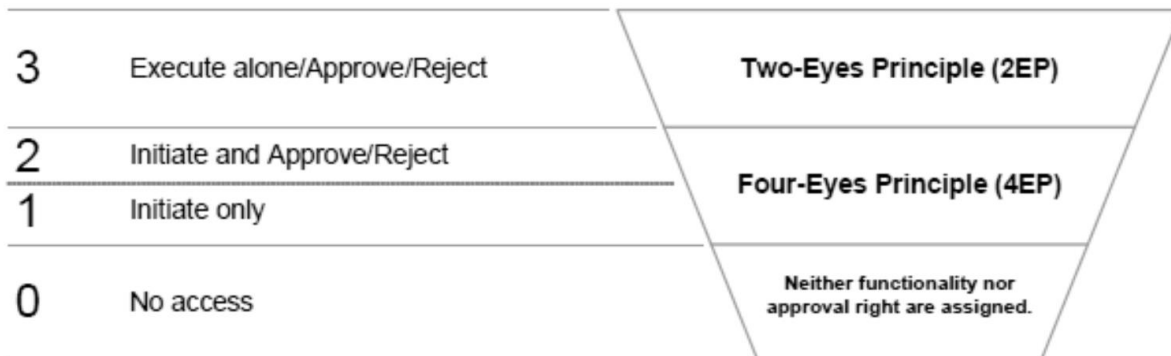 3 Execute alone/Approve/Reject Two-Eyes Principle (2EP)
2 Initiate and Approve/Reject
Four-Eyes Principle (4EP)
1 Initiate only
0 No access
Neither functionality nor
approval right are assigned.